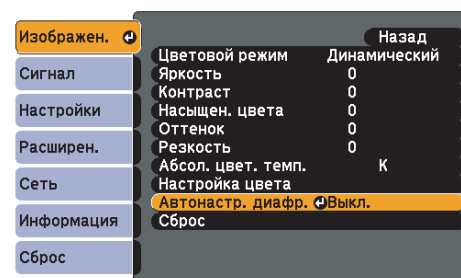 Изображен.
Сигнал
Настройки
Расширен.
Сеть
Информация
Сброс
Назад
Цветовой режим Динамический
Яркость 0
Контраст 0
Насыщен. цвета 0
Оттенок 0
Резкость 0
Абсол. цвет. темп. K
Настройка цвета
Автонастр. диафр. Выкл.
Сброс